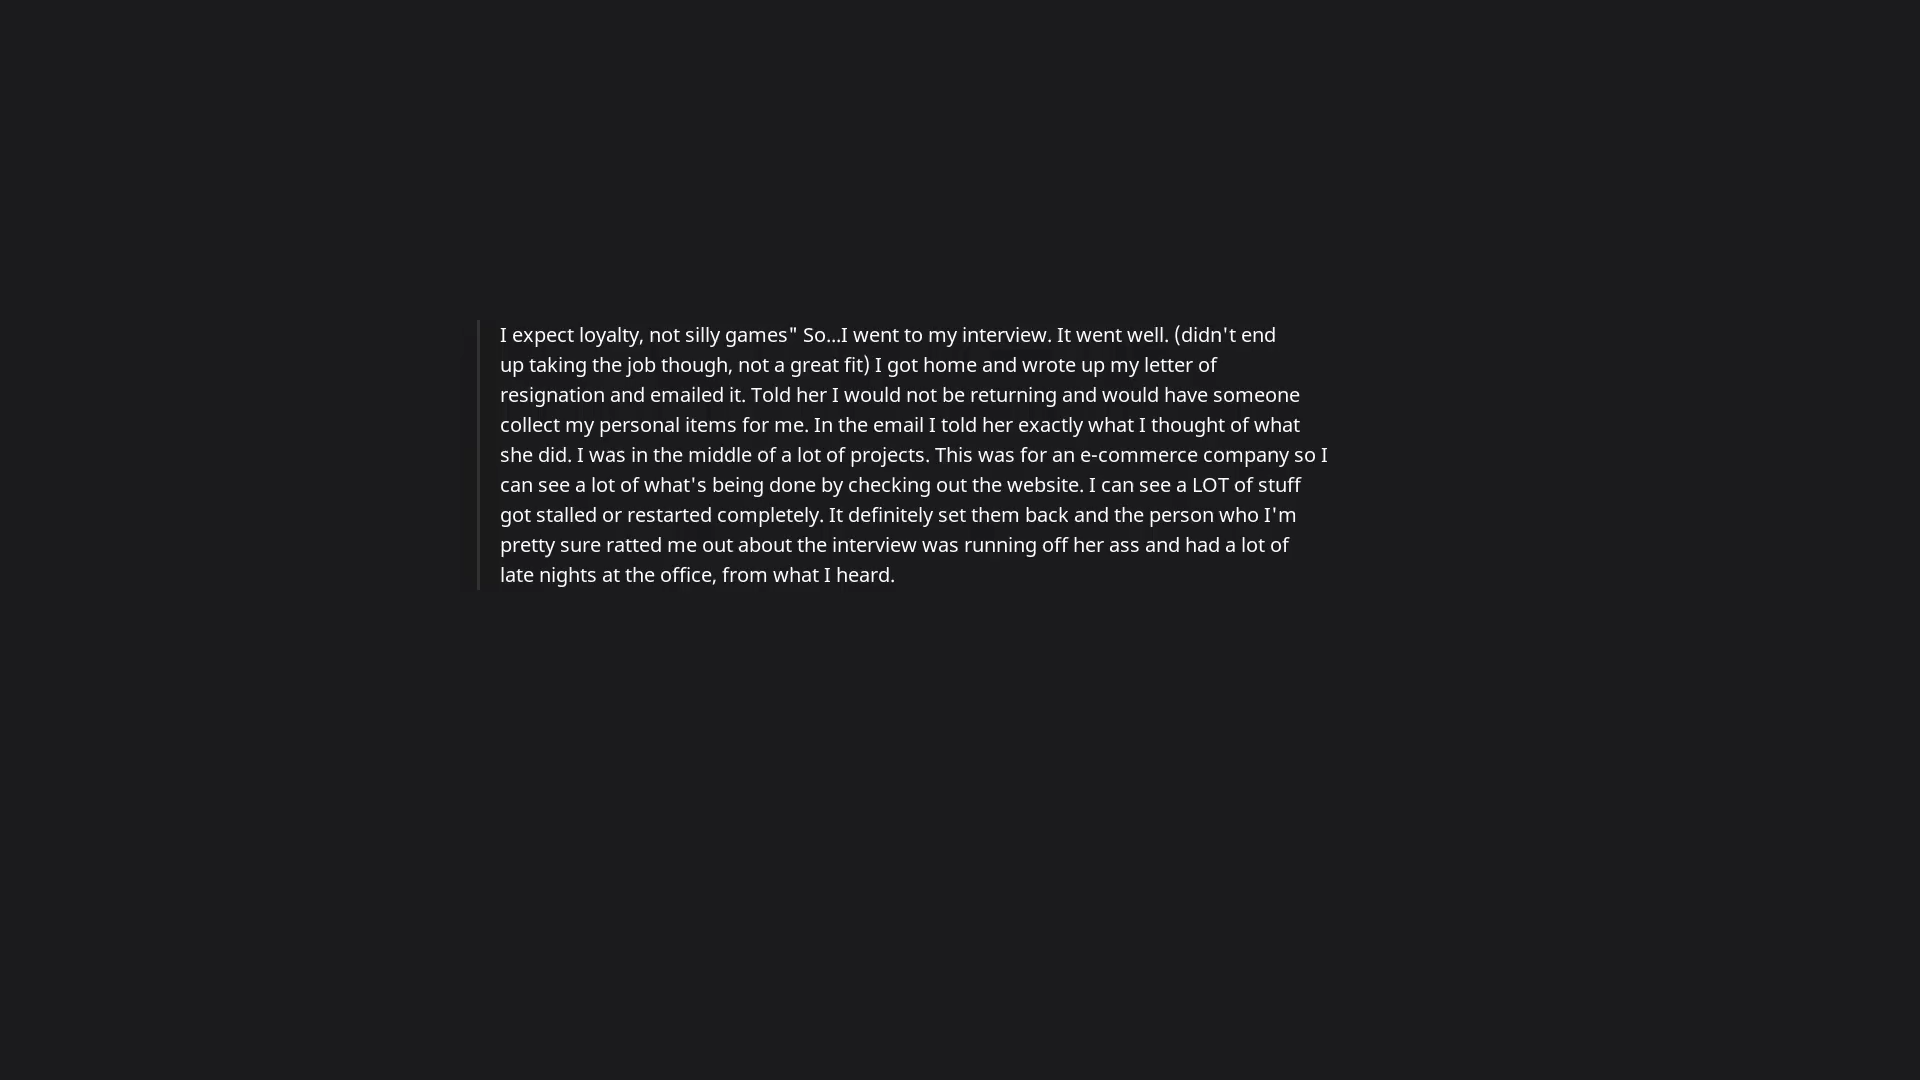 I expect loyalty, not silly games" So...I went to my interview. It went well. (didn't end
up taking the job though, not a great fit) I got home and wrote up my letter of
resignation and emailed it. Told her I would not be returning and would have someone
collect my personal items for me. In the email I told her exactly what I thought of what
she did. I was in the middle of a lot of projects. This was for an e-commerce company so I
can see a lot of what's being done by checking out the website. I can see a LOT of stuff
got stalled or restarted completely. It definitely set them back and the person who I'm
pretty sure ratted me out about the interview was running off her ass and had a lot of
late nights at the office, from what I heard.